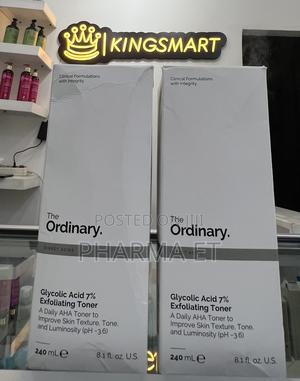 KINGSMART
Clinical Formulations
with Integrity.
The
Ordinary.
DIRECT ACIDS
Glycolic Acid 7%
Exfoliating Toner
A Daily AHA Toner to
Improve Skin Texture, Tone,
and Luminosity (pH ~3.6)
240 mL e
8.1 fl. oz. U.S.
Clinical Formulations
with Integrity.
The
Ordinary.
Glycolic Acid 7%
Exfoliating Toner
A Daily AHA Toner to
Improve Skin Texture, Tone,
and Luminosity (pH ~3.6)
240 mL e
8.1 fl. oz. U.S.
POSTED ON JIJI
PHARMA ET